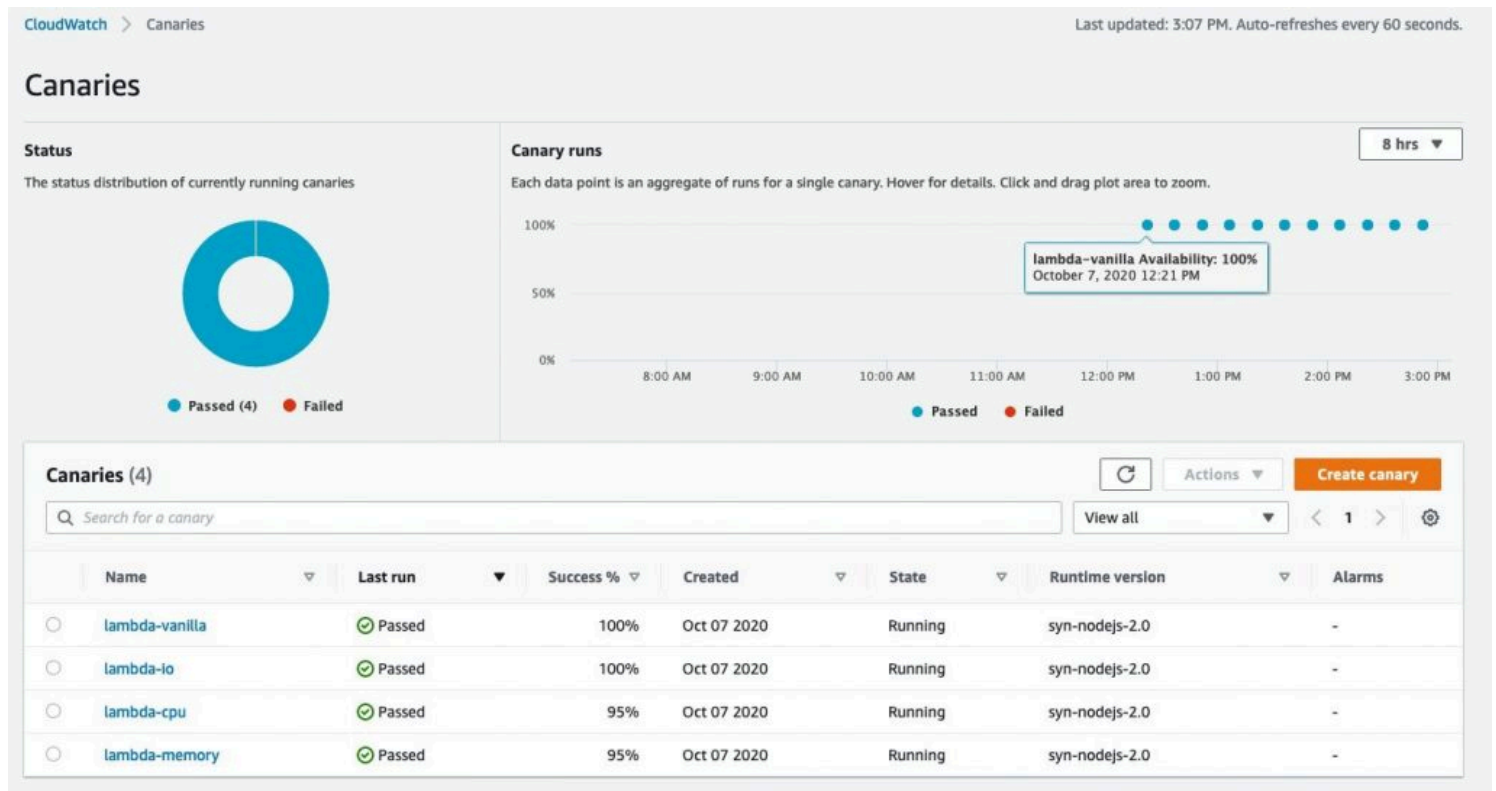 CloudWatch > Canaries
Last updated: 3:07 PM. Auto-refreshes every 60 seconds.
Canaries
Status
The status distribution of currently running canaries
Passed (4) Failed
Canary runs
8 hrs
Each data point is an aggregate of runs for a single canary. Hover for details. Click and drag plot area to zoom.
100%
50%
0%
lambda-vanilla Availability: 100%
October 7, 2020 12:21 PM
8:00 AM 9:00 AM 10:00 AM 11:00 AM 12:00 PM 1:00 PM 2:00 PM 3:00 PM
Passed Failed
Canaries (4)
Actions Create canary
Search for a canary View all < 1 >
Name Last run Success % Created State Runtime version Alarms
lambda-vanilla Passed 100% Oct 07 2020 Running syn-nodejs-2.0 -
lambda-io Passed 100% Oct 07 2020 Running syn-nodejs-2.0 -
lambda-cpu Passed 95% Oct 07 2020 Running syn-nodejs-2.0 -
lambda-memory Passed 95% Oct 07 2020 Running syn-nodejs-2.0 -